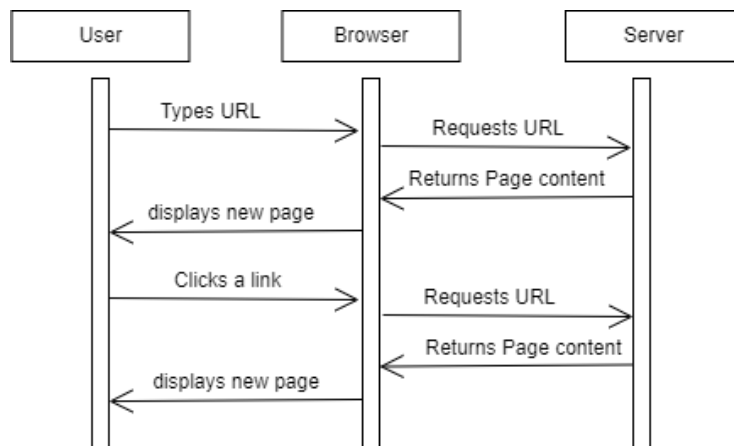 User
Browser
Server
Types URL
Requests URL
Returns Page content
displays new page
Clicks a link
Requests URL
Returns Page content
displays new page